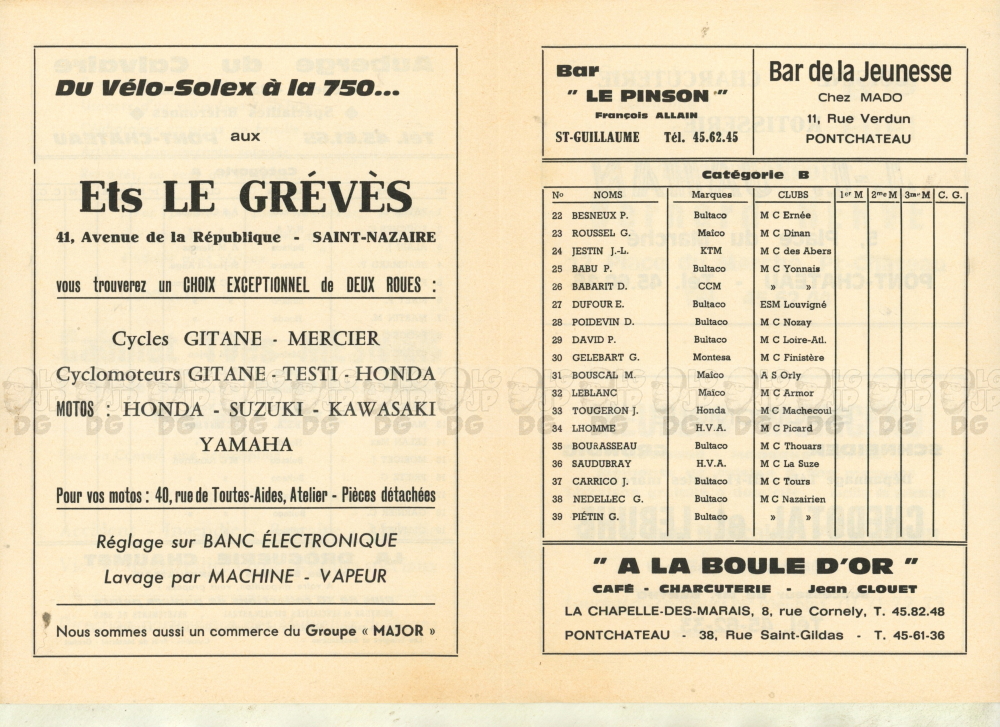 Du Vélo-Solex à la 750...
aux
Ets LE GRÉVÈS
41, Avenue de la République - SAINT-NAZAIRE
vous trouverez un CHOIX EXCEPTIONNEL de DEUX ROUES :
Cycles GITANE - MERCIER
Cyclomoteurs GITANE - TESTI - HONDA
MOTOS : HONDA - SUZUKI - KAWASAKI
YAMAHA
Pour vos motos : 40, rue de Toutes-Aides, Atelier - Pièces détachées
Réglage sur BANC ÉLECTRONIQUE
Lavage par MACHINE - VAPEUR
Nous sommes aussi un commerce du Groupe « MAJOR »
Bar
" LE PINSON "
François ALLAIN
ST-GUILLAUME Tél. 45.62.45
Bar de la Jeunesse
Chez MADO
11, Rue Verdun
PONTCHATEAU
Catégorie B
No NOMS Marques CLUBS 1er M 2me M 3me M C. G.
22 BESNEUX P. Bultaco M C Ernée
23 ROUSSEL G. Maico M C Dinan
24 JESTIN J.-L. KTM M C des Abers
25 BABU P. Bultaco M C Yonnais
26 BABARIT D. CCM » »
27 DUFOUR E. Bultaco ESM Louvigné
28 POIDEVIN D. Bultaco M C Nozay
29 DAVID P. Bultaco M C Loire-Atl.
30 GELEBART G. Montesa M C Finistère
31 BOUSCAL M. Maico A S Orly
32 LEBLANC Maico M C Armor
33 TOUGERON J. Honda M C Machecoul
34 LHOMME H.V.A. M C Picard
35 BOURASSEAU Bultaco M C Thouars
36 SAUDUBRAY H.V.A. M C La Suze
37 CARRICO J. Bultaco M C Tours
38 NEDELLEC G. Bultaco M C Nazairien
39 PIÉTIN G. Bultaco » »
" A LA BOULE D'OR "
CAFÉ - CHARCUTERIE - Jean CLOUET
LA CHAPELLE-DES-MARAIS, 8, rue Cornely, T. 45.82.48
PONTCHATEAU - 38, Rue Saint-Gildas - T. 45-61-36